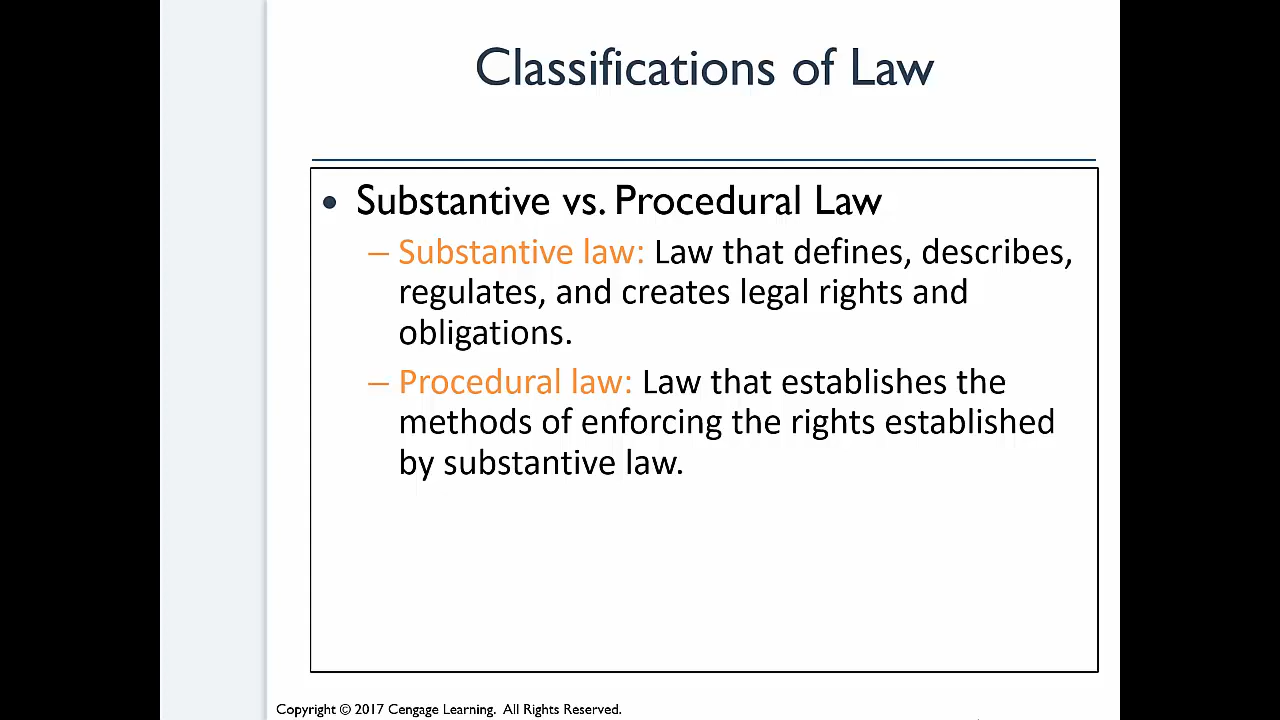 Classifications of Law
• Substantive vs. Procedural Law
– Substantive law: Law that defines, describes,
regulates, and creates legal rights and
obligations.
– Procedural law: Law that establishes the
methods of enforcing the rights established
by substantive law.
Copyright © 2017 Cengage Learning. All Rights Reserved.